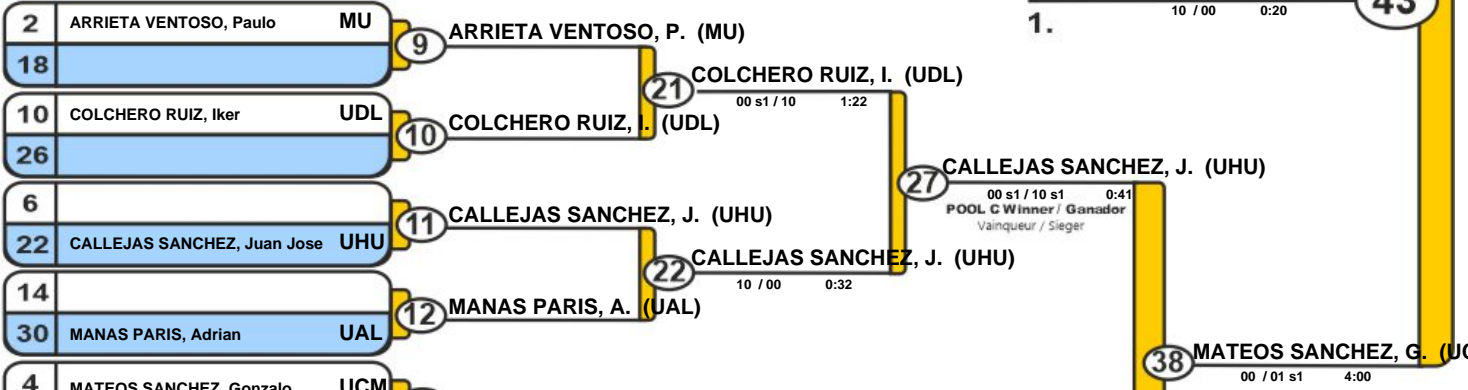 2 ARRIETA VENTOSO, Paulo MU
18
9 ARRIETA VENTOSO, P. (MU)
10 COLCHERO RUIZ, Iker UDL
26
10 COLCHERO RUIZ, I. (UDL)
21 COLCHERO RUIZ, I. (UDL)
00 s1 / 10 1:22
6
22 CALLEJAS SANCHEZ, Juan Jose UHU
11 CALLEJAS SANCHEZ, J. (UHU)
14
30 MANAS PARIS, Adrian UAL
12 MANAS PARIS, A. (UAL)
22 CALLEJAS SANCHEZ, J. (UHU)
10 / 00 0:32
27 CALLEJAS SANCHEZ, J. (UHU)
00 s1 / 10 s1 0:41
POOL C Winner / Ganador
Vainqueur / Sieger
4 MATEOS SANCHEZ, Gonzalo UCM
10 / 00 0:20
1.
43
38 MATEOS SANCHEZ, G.
00 / 01 s1 4:00